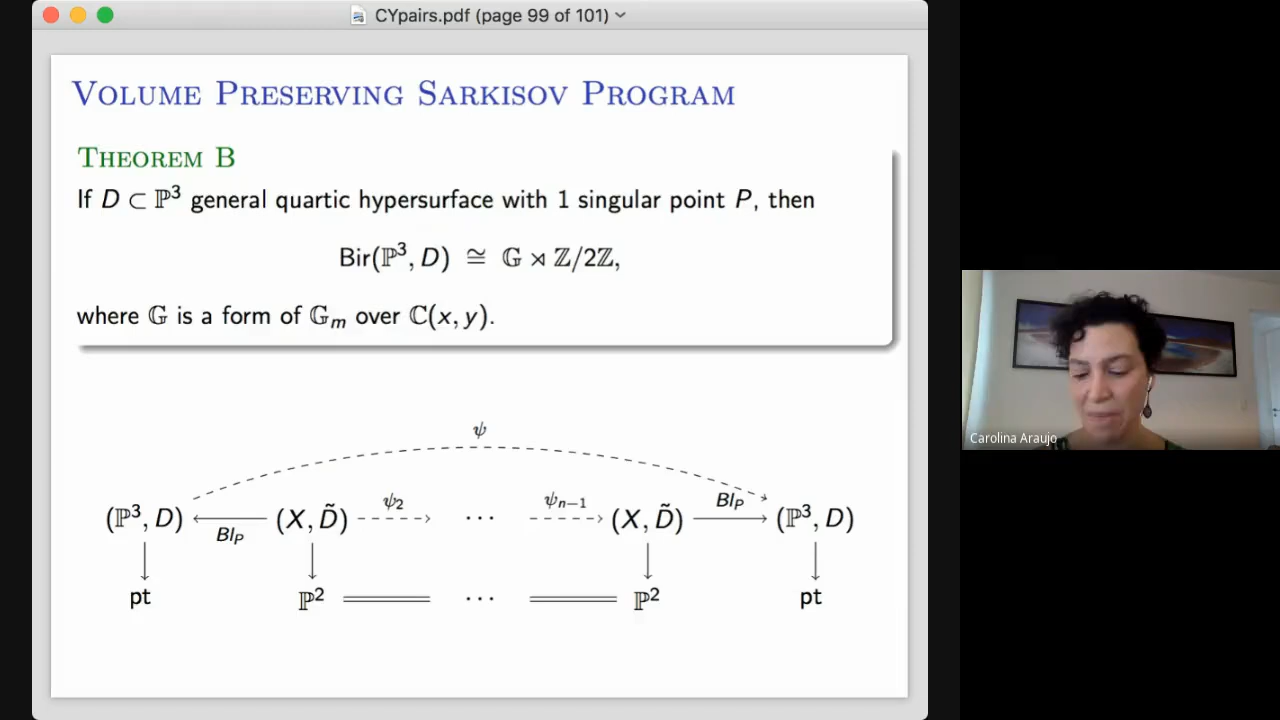 CYpairs.pdf (page 99 of 101)
VOLUME PRESERVING SARKISOV PROGRAM
THEOREM B
If D ⊂ ℙ³ general quartic hypersurface with 1 singular point P, then
Bir(ℙ³, D) ≅ 𝔾 ⋊ ℤ/2ℤ,
where 𝔾 is a form of 𝔾ₘ over ℂ(x, y).
ψ
(ℙ³, D) Bl_P (X, D̃) ψ₂ ⋯ ψₙ₋₁ (X, D̃) Bl_P (ℙ³, D)
pt ℙ² ⋯ ℙ² pt
Carolina Araujo